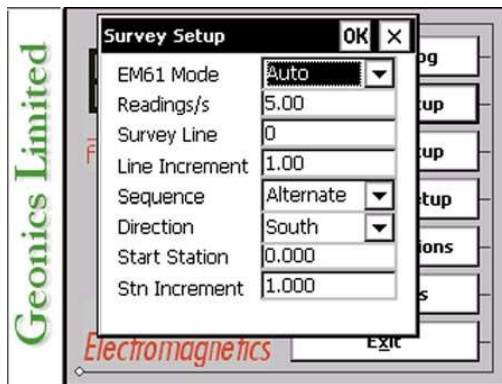 Geonics Limited
Survey Setup OK ×
EM61 Mode Auto
Readings/s 5.00
Survey Line 0
Line Increment 1.00
Sequence Alternate
Direction South
Start Station 0.000
Stn Increment 1.000
Electromagnetics
Exit